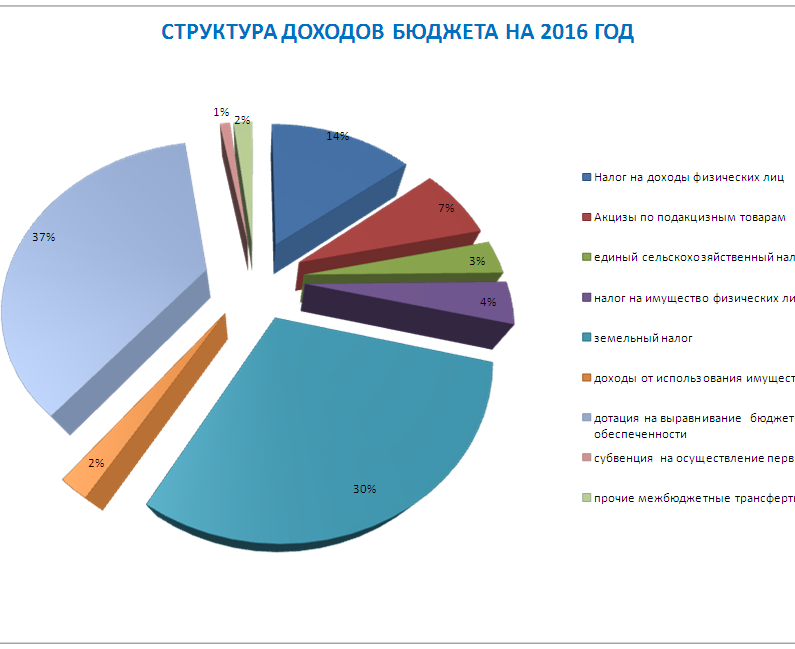 СТРУКТУРА ДОХОДОВ БЮДЖЕТА НА 2016 ГОД
1%
2%
14%
7%
37%
3%
4%
2%
30%
Налог на доходы физических лиц
Акцизы по подакцизным товарам
единый сельскохозяйственный нал
налог на имущество физических ли
земельный налог
доходы от использования имущест
дотация на выравнивание бюджет
обеспеченности
субвенция на осуществление перв
прочие межбюджетные трансферт